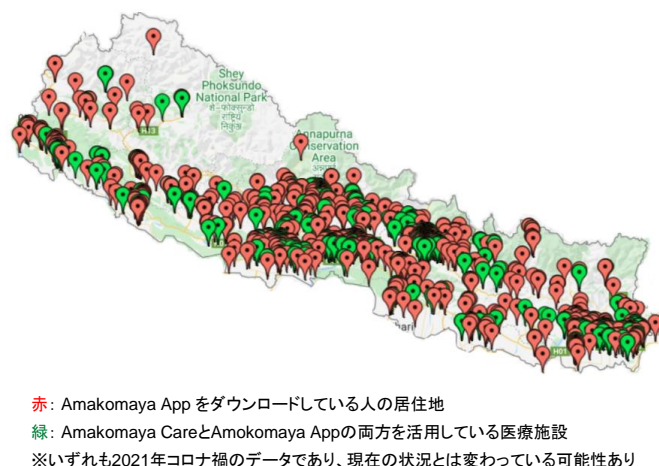 Shey
Phoksundo
National Park
शे-फोक्सुन्डो
राष्ट्रिय
निकुञ्ज
H13
Annapurna
Conservation
Area
H01
赤: Amakomaya App をダウンロードしている人の居住地
緑: Amakomaya CareとAmokomaya Appの両方を活用している医療施設
※いずれも2021年コロナ禍のデータであり、現在の状況とは変わっている可能性あり